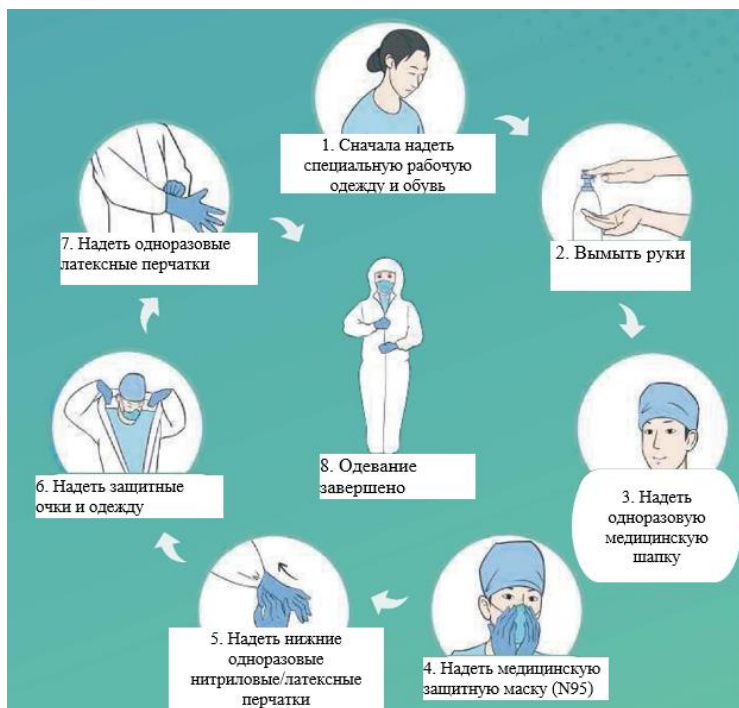 1. Сначала надеть
специальную рабочую
одежду и обувь
2. Вымыть руки
3. Надеть
одноразовую
медицинскую
шапку
4. Надеть медицинскую
защитную маску (N95)
5. Надеть нижние
одноразовые
нитриловые/латексные
перчатки
6. Надеть защитные
очки и одежду
7. Надеть одноразовые
латексные перчатки
8. Одевание
завершено